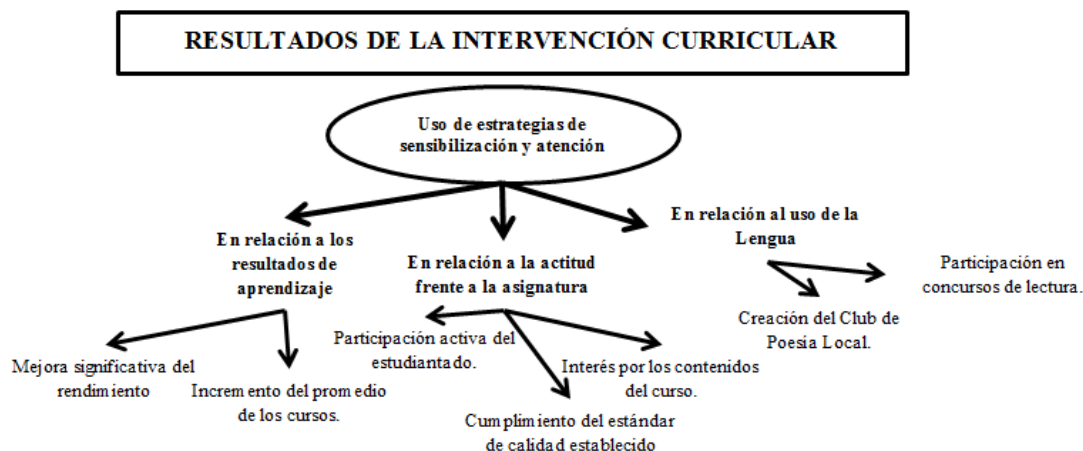 RESULTADOS DE LA INTERVENCIÓN CURRICULAR
Uso de estrategias de
sensibilización y atención
En relación a los
resultados de
aprendizaje
Mejora significativa del
rendimiento
Incremento del promedio
de los cursos.
En relación a la actitud
frente a la asignatura
Participación activa del
estudiantado.
Cumplimiento del estándar
de calidad establecido
Interés por los contenidos
del curso.
En relación al uso de la
Lengua
Creación del Club de
Poesia Local.
Participación en
concursos de lectura.